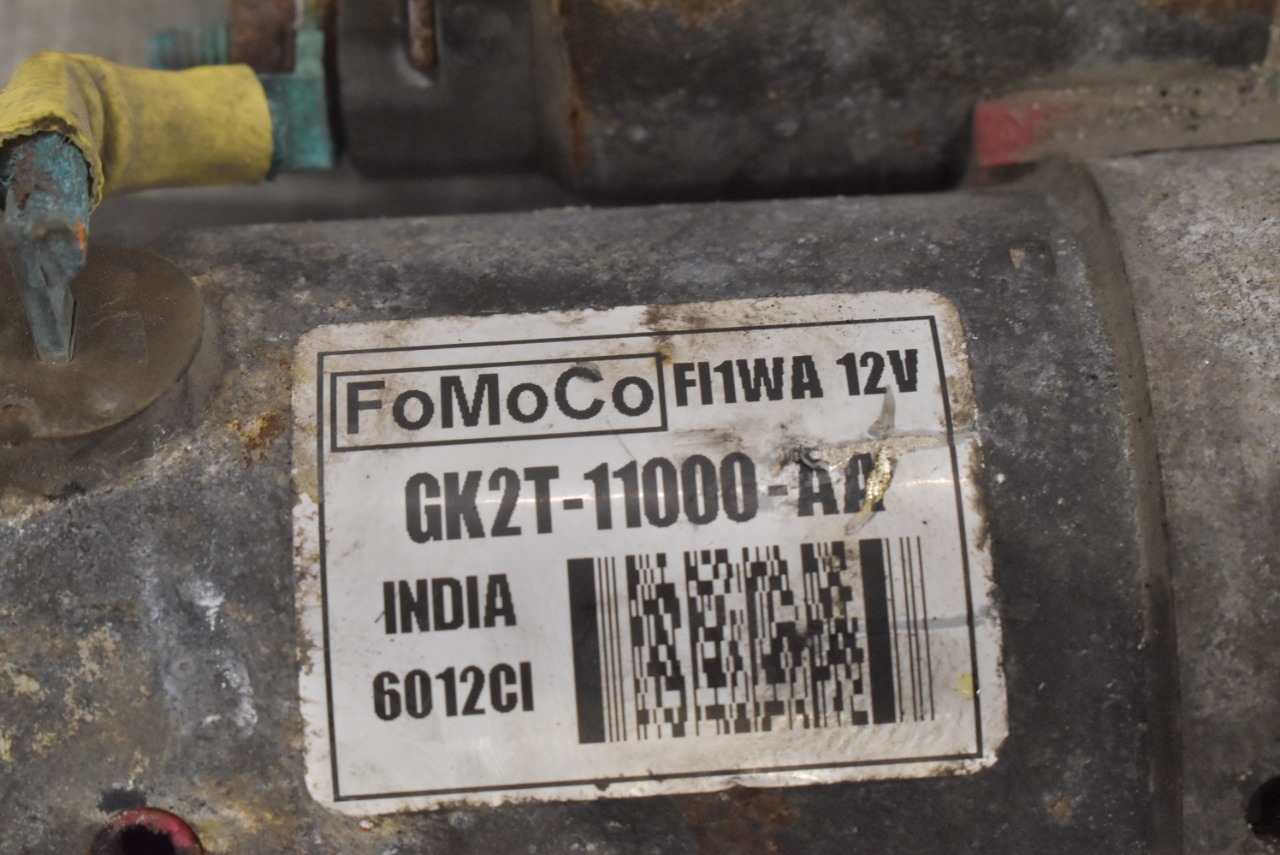 FoMoCo FI1WA 12V
GK2T-11000-AA
INDIA
6012CI